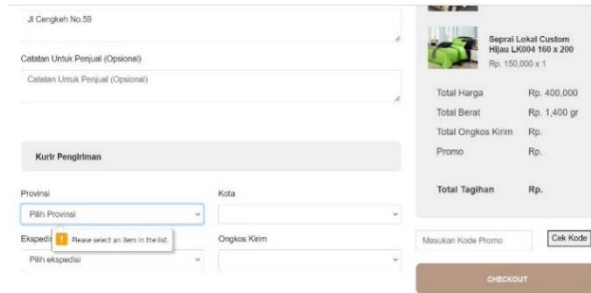 Jl Cengkeh No.59
Catatan Untuk Penjual (Opsional)
Catatan Untuk Penjual (Opsional)
Kurir Pengiriman
Provinsi
Kota
Pilih Provinsi
Please select an item in the list.
Ekspedi
Ongkos Kirim
Pilih ekspedisi
Seprai Lokal Custom
Hijau LK004 160 x 200
Rp. 150,000 x 1
Total Harga Rp. 400,000
Total Berat Rp. 1,400 gr
Total Ongkos Kirim Rp.
Promo Rp.
Total Tagihan Rp.
Masukan Kode Promo
Cek Kode
CHECKOUT